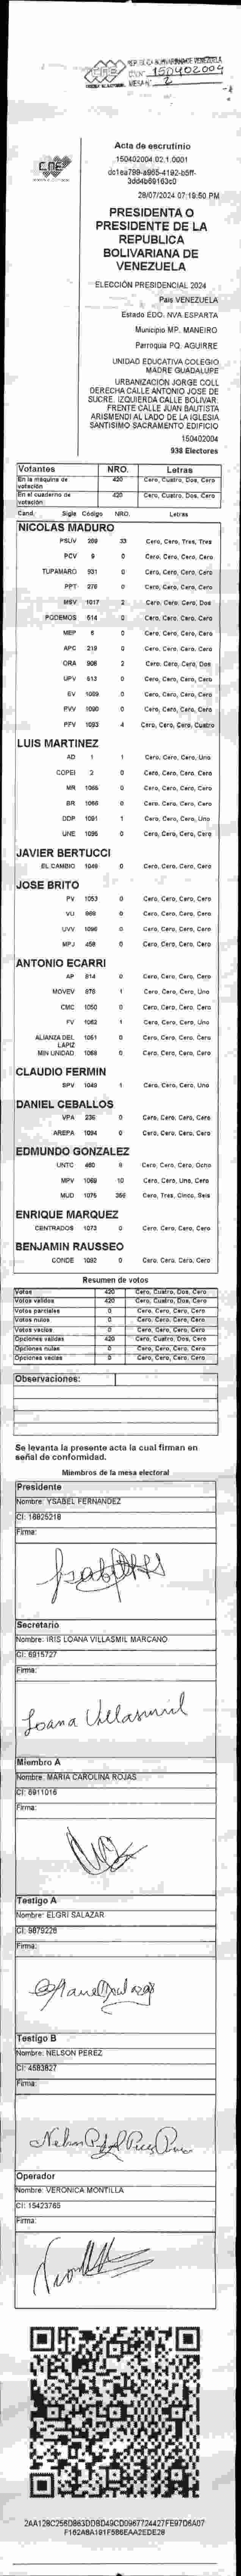 REPUBLICA BOLIVARIANA DE VENEZUELA
150402004
MESA Nº 2
CNE
Acta de escrutinio
150402004.02.1.0001
28/07/2024 07:19:50 PM
PRESIDENTA O
PRESIDENTE DE LA
REPUBLICA
BOLIVARIANA DE
VENEZUELA
ELECCIÓN PRESIDENCIAL 2024
País VENEZUELA
Estado EDO. NVA.ESPARTA
Municipio MP. MANEIRO
Parroquia PQ. AGUIRRE
UNIDAD EDUCATIVA COLEGIO
MADRE GUADALUPE
URBANIZACION JORGE COLL
DERECHA CALLE ANTONIO JOSE DE
SUCRE. IZQUIERDA CALLE BOLIVAR.
FRENTE CALLE JUAN BAUTISTA
ARISMENDI AL LADO DE LA IGLESIA
SANTISIMO SACRAMENTO EDIFICIO
150402004
938 Electores
Votantes NRO. Letras
En la máquina de votación 420 Cero, Cuatro, Dos, Cero
En el cuaderno de votación 420 Cero, Cuatro, Dos, Cero
Cand. Sigla Código NRO. Letras
NICOLAS MADURO
PSUV 269 33 Cero, Cero, Tres, Tres
PCV 9 0 Cero, Cero, Cero, Cero
TUPAMARO 931 0 Cero, Cero, Cero, Cero
PPT 276 0 Cero, Cero, Cero, Cero
MSV 1017 2 Cero, Cero, Cero, Dos
PODEMOS 614 0 Cero, Cero, Cero, Cero
MEP 6 0 Cero, Cero, Cero, Cero
APC 219 0 Cero, Cero, Cero, Cero
ORA 908 2 Cero, Cero, Cero, Dos
UPV 513 0 Cero, Cero, Cero, Cero
EV 1089 0 Cero, Cero, Cero, Cero
PVV 1090 0 Cero, Cero, Cero, Cero
PFV 1093 4 Cero, Cero, Cero, Cuatro
LUIS MARTINEZ
AD 1 1 Cero, Cero, Cero, Uno
COPEI 2 0 Cero, Cero, Cero, Cero
MR 1065 0 Cero, Cero, Cero, Cero
BR 1066 0 Cero, Cero, Cero, Cero
DDP 1091 1 Cero, Cero, Cero, Uno
UNE 1095 0 Cero, Cero, Cero, Cero
JAVIER BERTUCCI
EL CAMBIO 1046 0 Cero, Cero, Cero, Cero
JOSE BRITO
PV 1053 0 Cero, Cero, Cero, Cero
VU 969 0 Cero, Cero, Cero, Cero
UVV 1096 0 Cero, Cero, Cero, Cero
MPJ 458 0 Cero, Cero, Cero, Cero
ANTONIO ECARRI
AP 814 0 Cero, Cero, Cero, Cero
MOVEV 876 1 Cero, Cero, Cero, Uno
CMC 1050 0 Cero, Cero, Cero, Cero
FV 1062 1 Cero, Cero, Cero, Uno
ALIANZA DEL LAPIZ 1051 0 Cero, Cero, Cero, Cero
MIN UNIDAD 1068 0 Cero, Cero, Cero, Cero
CLAUDIO FERMIN
SPV 1049 1 Cero, Cero, Cero, Uno
DANIEL CEBALLOS
VPA 236 0 Cero, Cero, Cero, Cero
AREPA 1094 0 Cero, Cero, Cero, Cero
EDMUNDO GONZALEZ
UNTC 460 8 Cero, Cero, Cero, Ocho
MPV 1069 10 Cero, Cero, Uno, Cero
MUD 1075 356 Cero, Tres, Cinco, Seis
ENRIQUE MARQUEZ
CENTRADOS 1073 0 Cero, Cero, Cero, Cero
BENJAMIN RAUSSEO
CONDE 1092 0 Cero, Cero, Cero, Cero
Resumen de votos
Votos 420 Cero, Cuatro, Dos, Cero
Votos validos 420 Cero, Cuatro, Dos, Cero
Votos parciales 0 Cero, Cero, Cero, Cero
Votos nulos 0 Cero, Cero, Cero, Cero
Votos vacios 0 Cero, Cero, Cero, Cero
Opciones validas 420 Cero, Cuatro, Dos, Cero
Opciones nulas 0 Cero, Cero, Cero, Cero
Opciones vacias 0 Cero, Cero, Cero, Cero
Observaciones:
Se levanta la presente acta la cual firman en
señal de conformidad.
Miembros de la mesa electoral
Presidente
Nombre: YSABEL FERNANDEZ
CI: 16825218
Firma:
Secretario
Nombre: IRIS LOANA VILLASMIL MARCANO
CI: 6915727
Firma:
Loana Villasmil
Miembro A
Nombre: MARIA CAROLINA ROJAS
CI: 6911016
Firma:
Testigo A
Nombre: ELGRI SALAZAR
CI: 9879226
Firma:
Testigo B
Nombre: NELSON PEREZ
CI: 4583827
Firma:
Operador
Nombre: VERONICA MONTILLA
CI: 15423765
Firma: